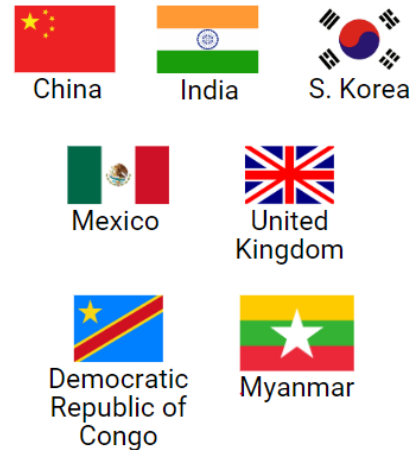 China
India
S. Korea
Mexico
United
Kingdom
Democratic
Republic of
Congo
Myanmar